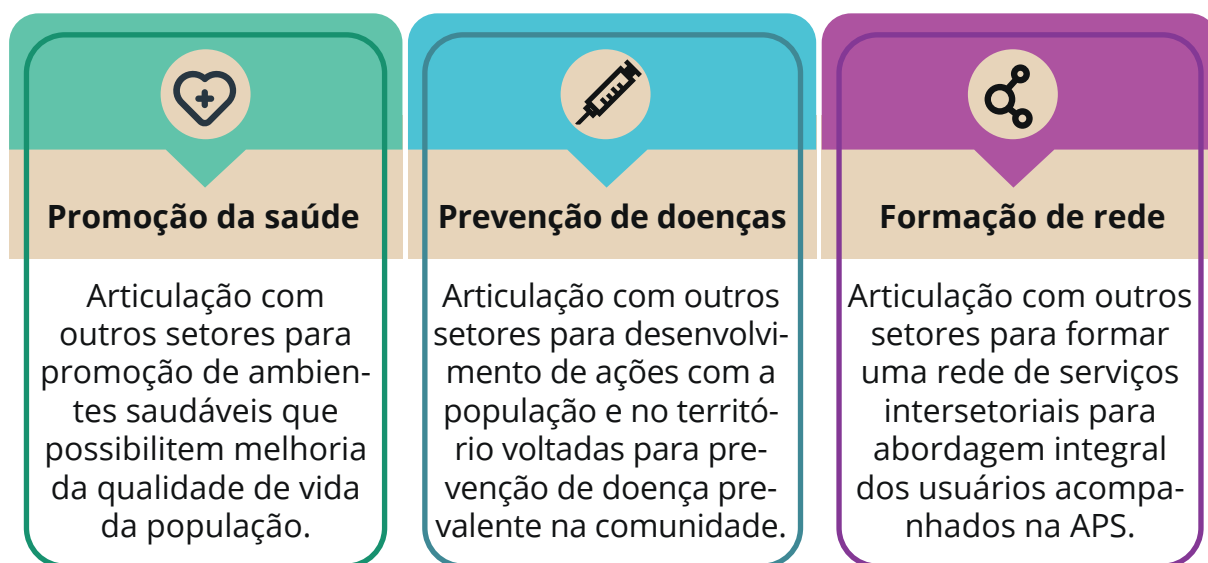 Promoção da saúde
Articulação com
outros setores para
promoção de ambien-
tes saudáveis que
possibilitem melhoria
da qualidade de vida
da população.
Prevenção de doenças
Articulação com outros
setores para desenvolvi-
mento de ações com a
população e no territó-
rio voltadas para pre-
venção de doença pre-
valente na comunidade.
Formação de rede
Articulação com outros
setores para formar
uma rede de serviços
intersetoriais para
abordagem integral
dos usuários acompa-
nhados na APS.